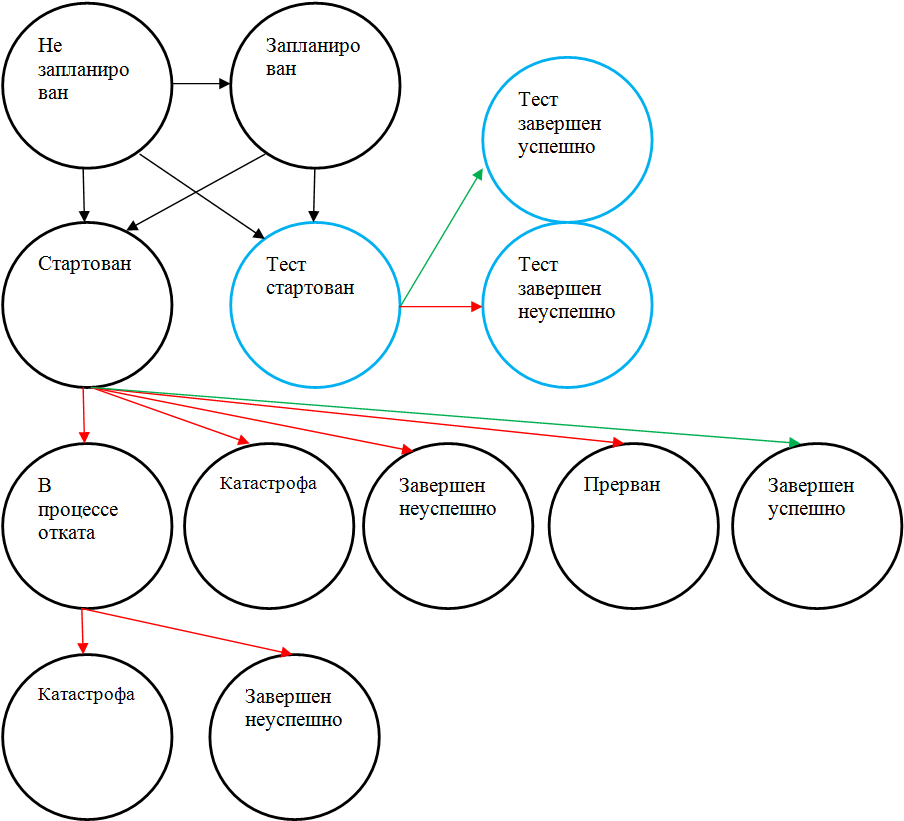 Не
запланиро
ван
Запланиро
ван
Тест
завершен
успешно
Стартован
Тест
стартован
Тест
завершен
неуспешно
В
процессе
отката
Катастрофа
Завершен
неуспешно
Прерван
Завершен
успешно
Катастрофа
Завершен
неуспешно